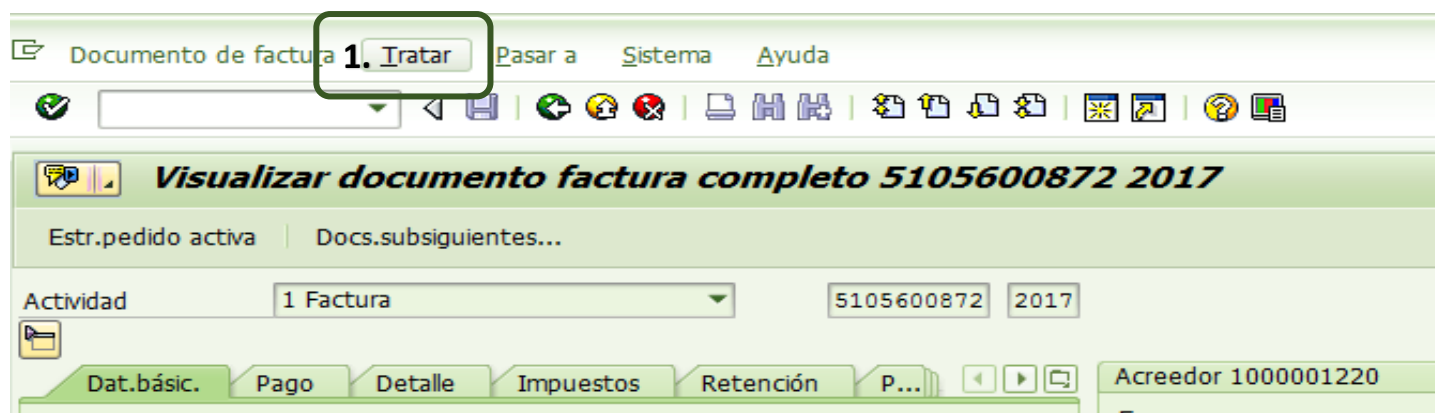 Documento de factura 1. Tratar Pasar a Sistema Ayuda
Visualizar documento factura completo 5105600872 2017
Estr.pedido activa Docs.subsiguientes...
Actividad 1 Factura 5105600872 2017
Dat.básic. Pago Detalle Impuestos Retención P... Acreedor 1000001220